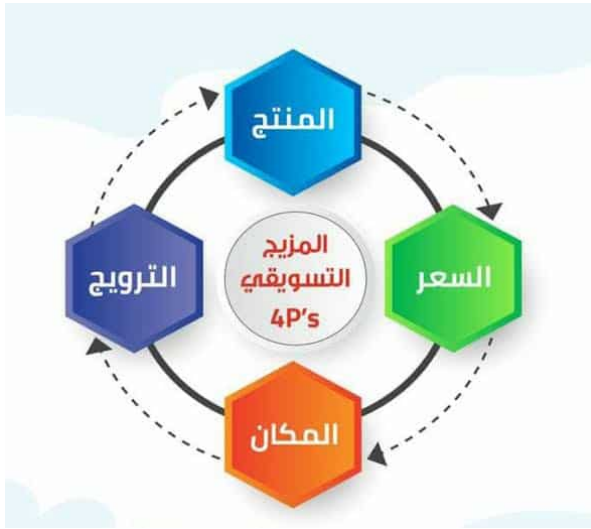 المنتج
السعر
المكان
الترويج
المزيج
التسويقي
4P's